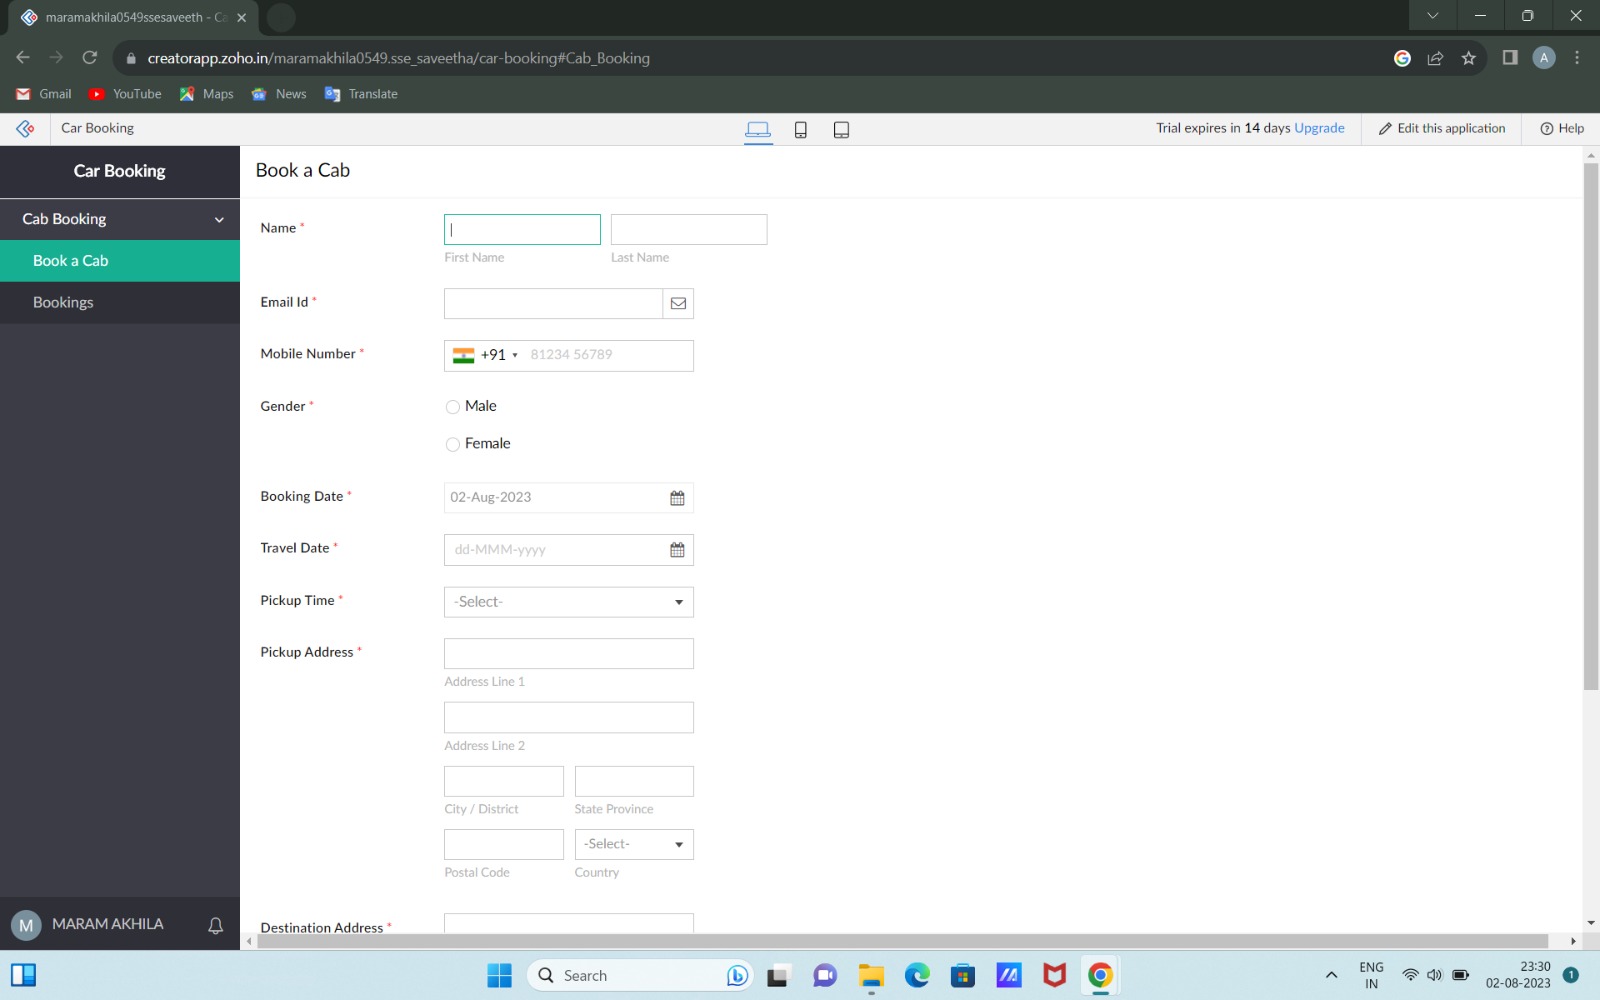 maramakhila0549ssesaveeth - Ca
creatorapp.zoho.in/maramakhila0549.sse_saveetha/car-booking#Cab_Booking
G
A
Gmail YouTube Maps News Translate
Car Booking
Trial expires in 14 days Upgrade
Edit this application
Help
Car Booking
Cab Booking
Book a Cab
Bookings
Book a Cab
Name *
First Name Last Name
Email Id *
Mobile Number * +91 81234 56789
Gender * Male
Female
Booking Date * 02-Aug-2023
Travel Date * dd-MMM-yyyy
Pickup Time * -Select-
Pickup Address *
Address Line 1
Address Line 2
City / District State Province
-Select-
Postal Code Country
Destination Address *
M MARAM AKHILA
Search
ENG
IN
23:30
02-08-2023
1